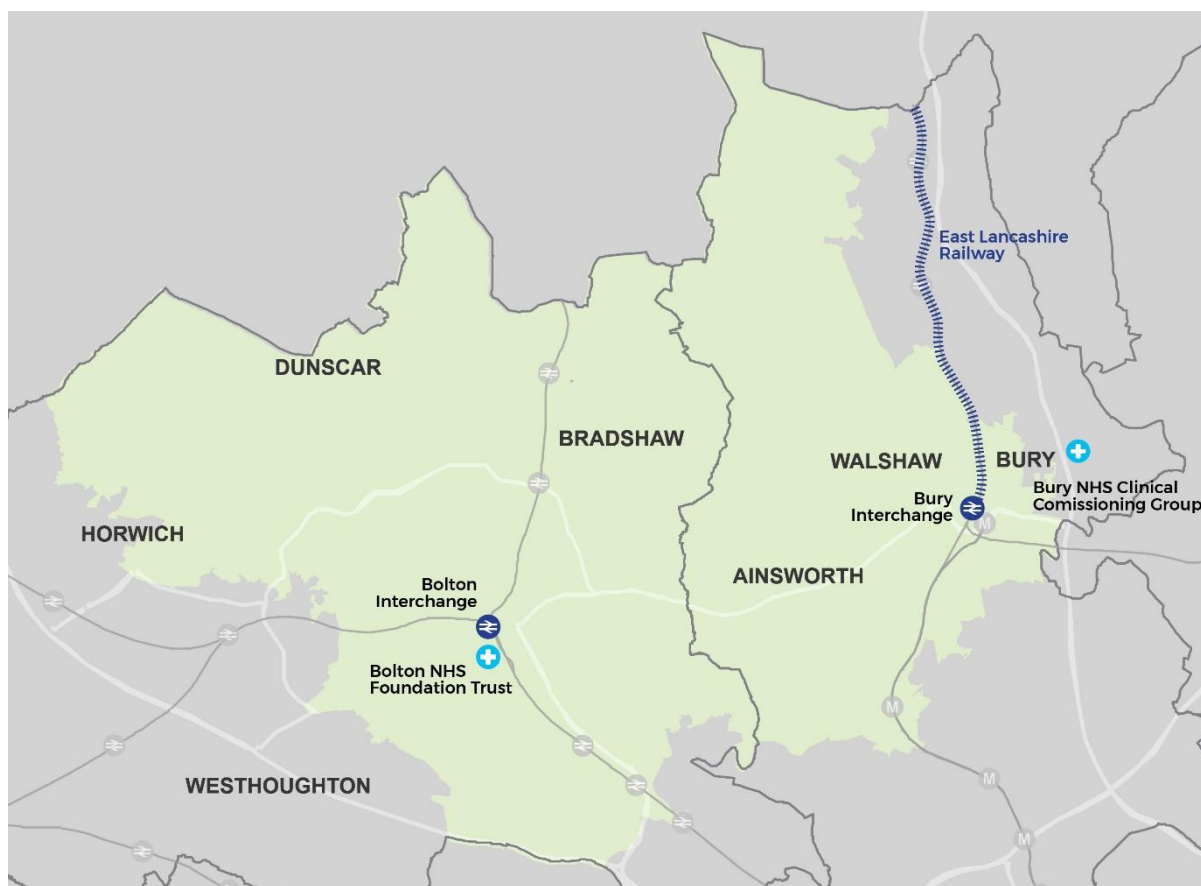 East Lancashire
Railway
DUNSCAR
BRADSHAW
WALSHAW
BURY
Bury NHS Clinical
Comissioning Group
Bury
Interchange
M
HORWICH
AINSWORTH
Bolton
Interchange
Bolton NHS
Foundation Trust
M
WESTHOUGHTON
M
M